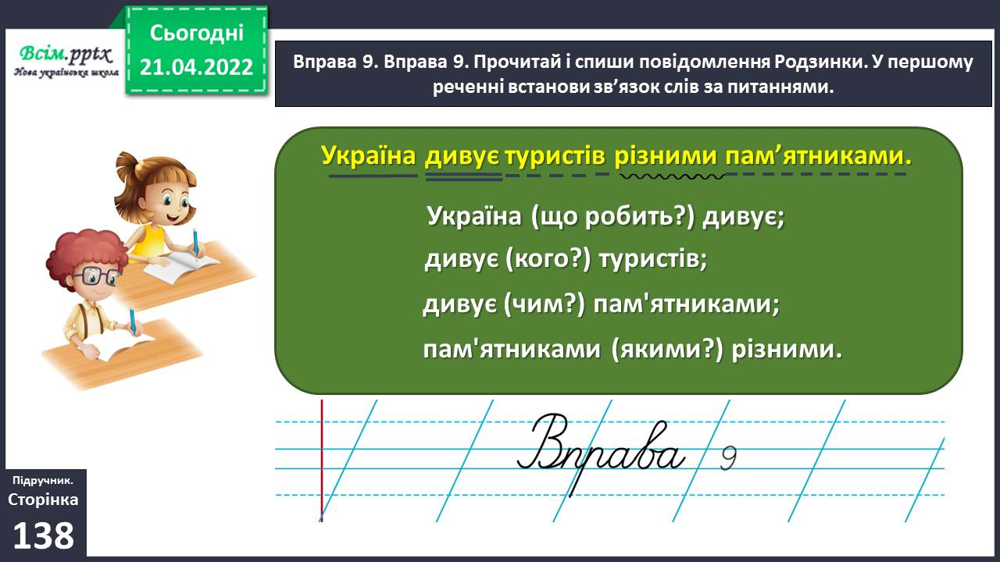 Всім.pptx
Нова українська школа
Сьогодні
21.04.2022
Вправа 9. Вправа 9. Прочитай і спиши повідомлення Родзинки. У першому
реченні встанови зв’язок слів за питаннями.
Україна дивує туристів різними пам’ятниками.
Україна (що робить?) дивує;
дивує (кого?) туристів;
дивує (чим?) пам'ятниками;
пам'ятниками (якими?) різними.
Вправа 9
Підручник.
Сторінка
138